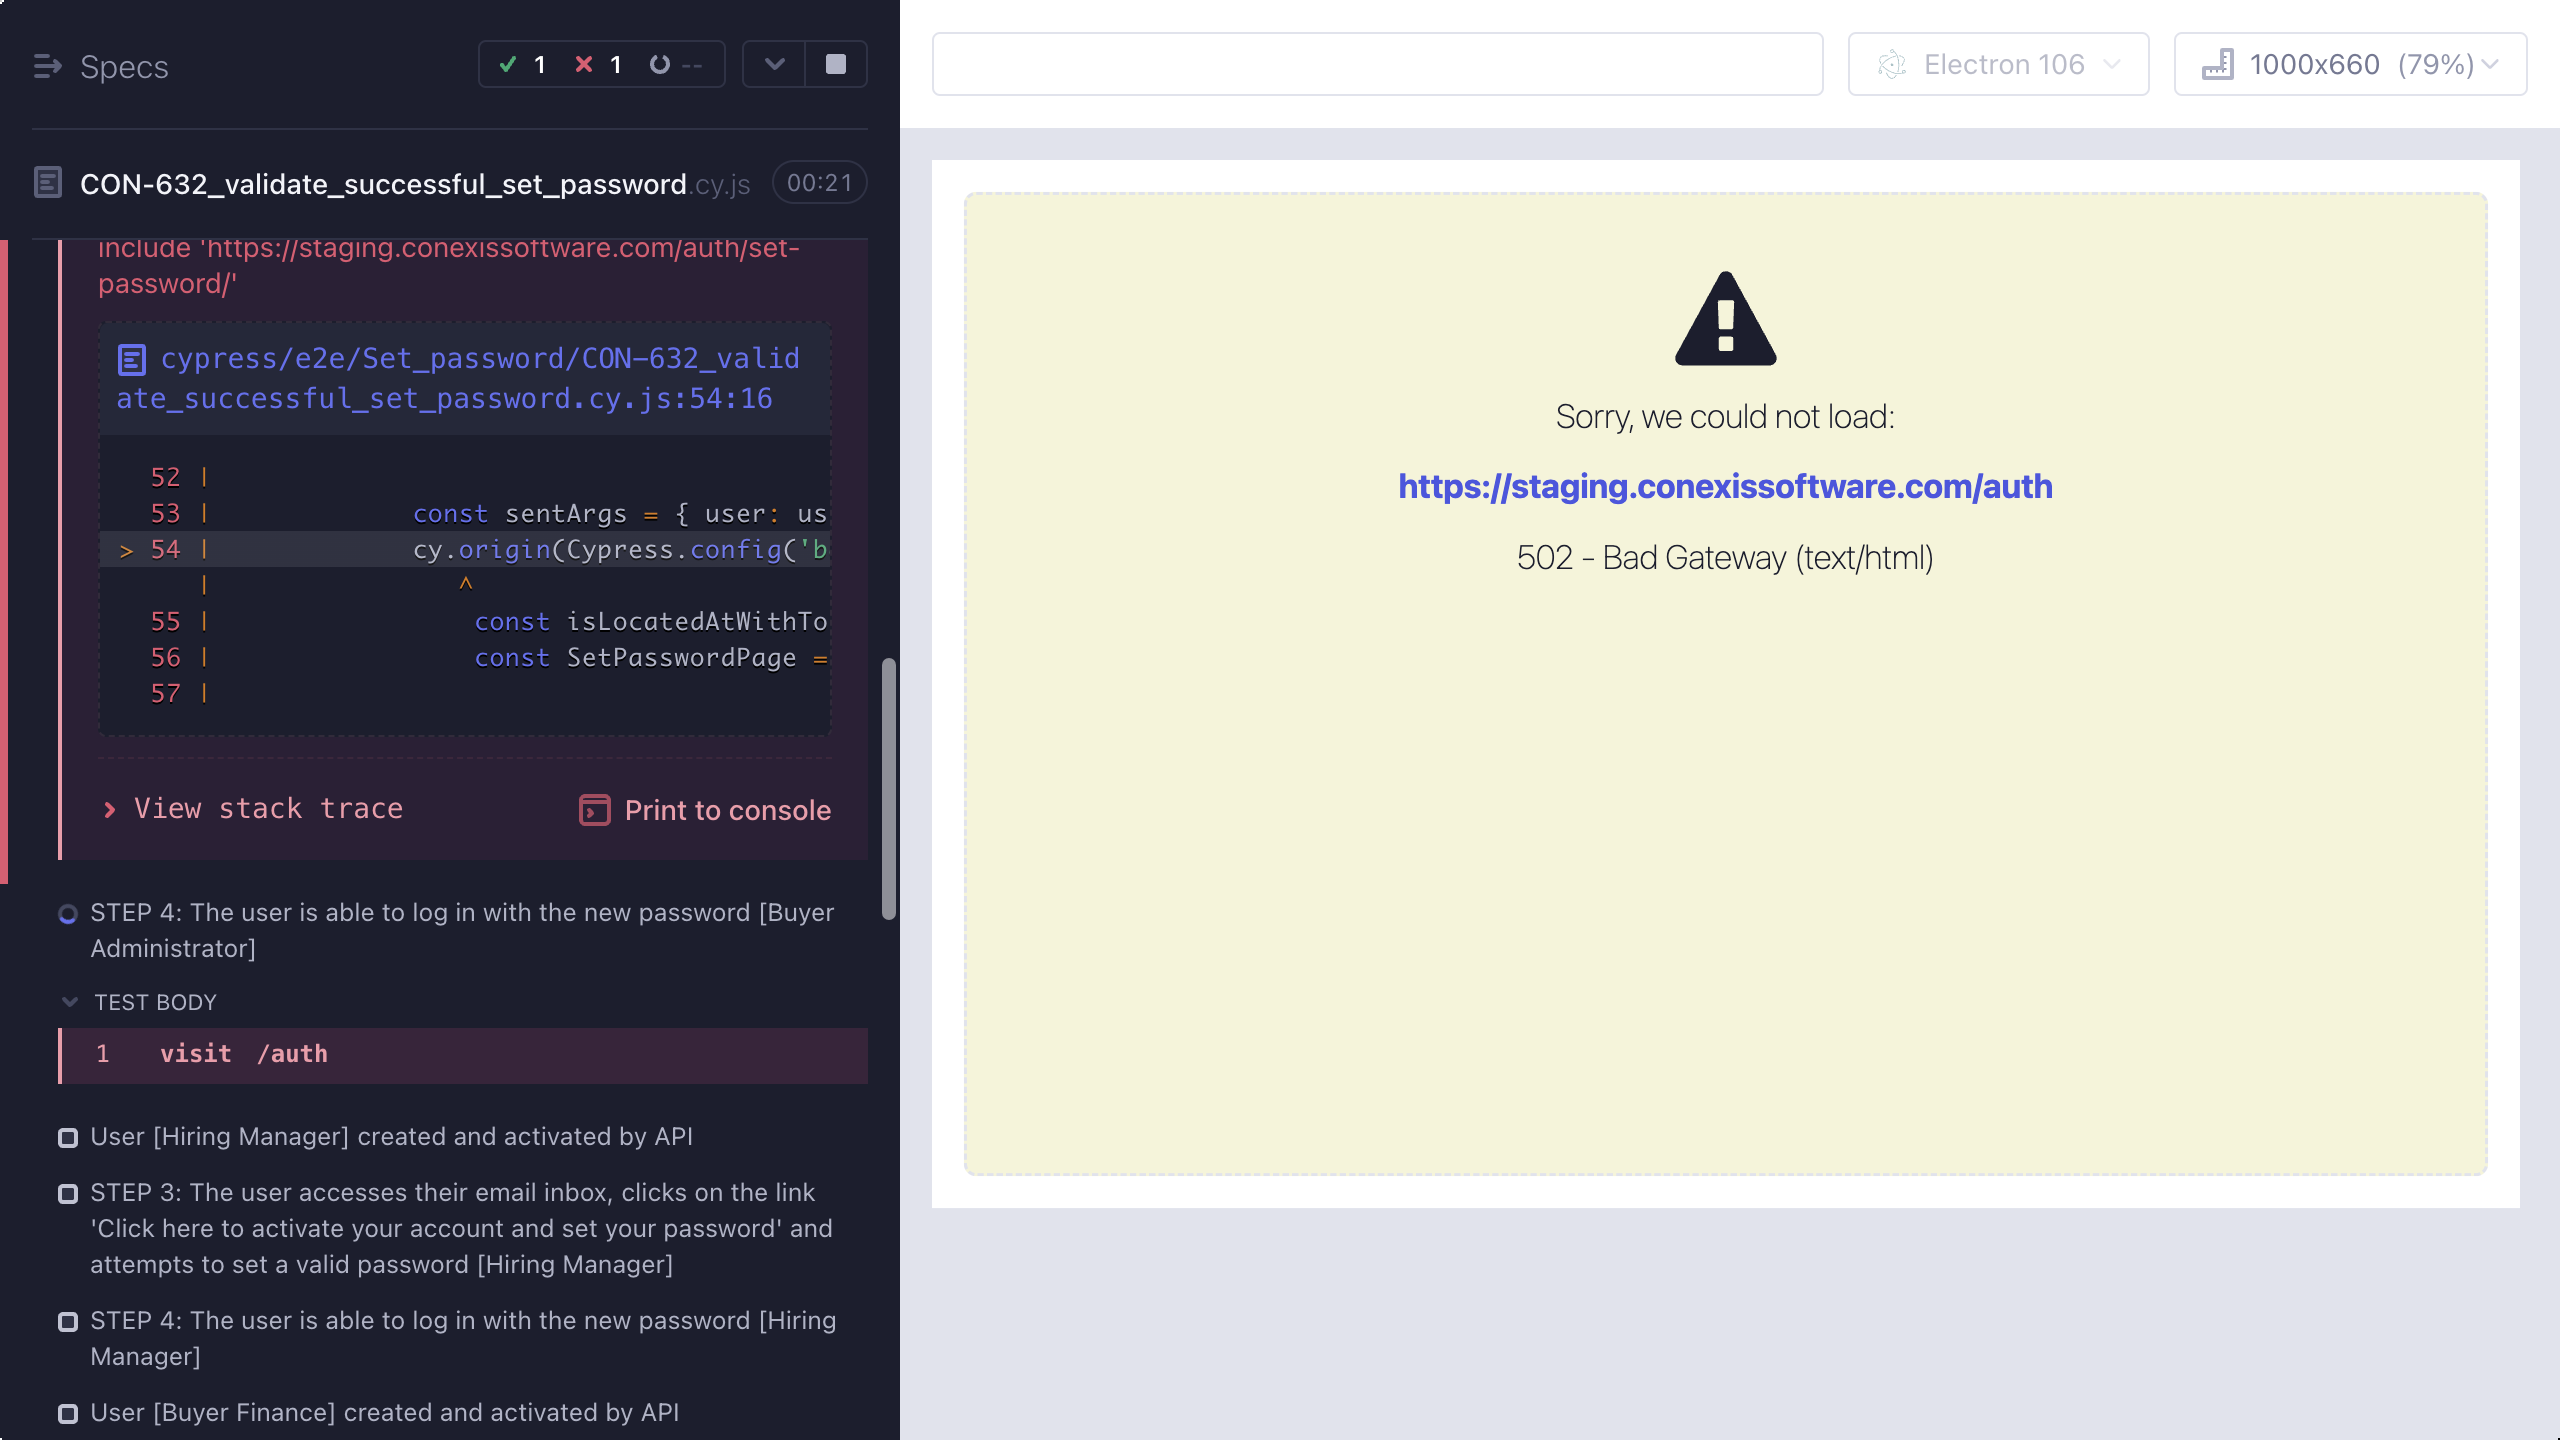 Specs
1
1
--
Electron 106
1000x660 (79%)
CON-632_validate_successful_set_password.cy.js
00:21
include 'https://staging.conexissoftware.com/auth/set-
password/'
cypress/e2e/Set_password/CON-632_valid
ate_successful_set_password.cy.js:54:16
52 |
53 | const sentArgs = { user: us
> 54 | cy.origin(Cypress.config('b
| ^
55 | const isLocatedAtWithTo
56 | const SetPasswordPage =
57 |
View stack trace
Print to console
STEP 4: The user is able to log in with the new password [Buyer
Administrator]
TEST BODY
1 visit /auth
User [Hiring Manager] created and activated by API
STEP 3: The user accesses their email inbox, clicks on the link
'Click here to activate your account and set your password' and
attempts to set a valid password [Hiring Manager]
STEP 4: The user is able to log in with the new password [Hiring
Manager]
User [Buyer Finance] created and activated by API
Sorry, we could not load:
https://staging.conexissoftware.com/auth
502 - Bad Gateway (text/html)